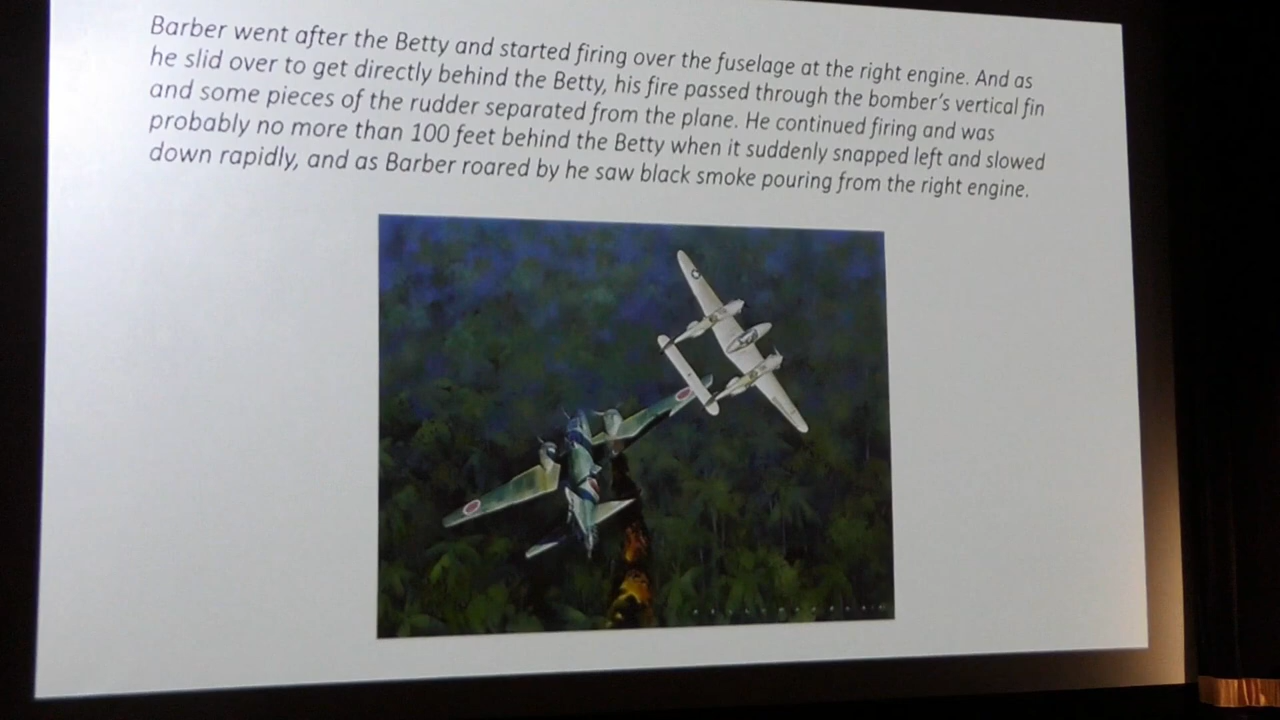 Barber went after the Betty and started firing over the fuselage at the right engine. And as
he slid over to get directly behind the Betty, his fire passed through the bomber's vertical fin
and some pieces of the rudder separated from the plane. He continued firing and was
probably no more than 100 feet behind the Betty when it suddenly snapped left and slowed
down rapidly, and as Barber roared by he saw black smoke pouring from the right engine.